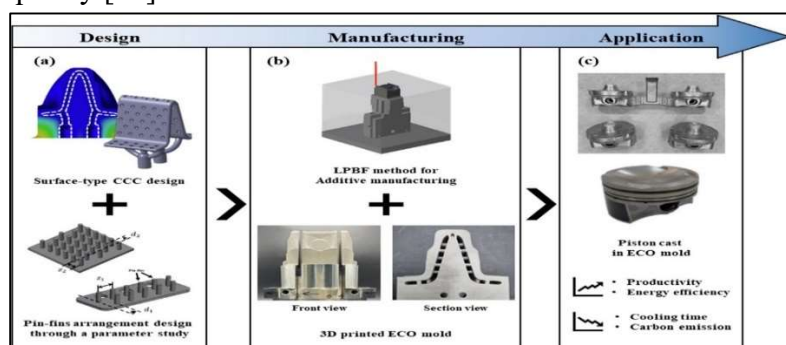 Design
Manufacturing
Application
(a)
Surface-type CCC design
+
Pin-fins arrangement design
through a parameter study
>
(b)
LPBF method for
Additive manufacturing
+
Front view
Section view
3D printed ECO mold
>
(c)
Piston cast
in ECO mold
• Productivity
• Energy efficiency
• Cooling time
• Carbon emission